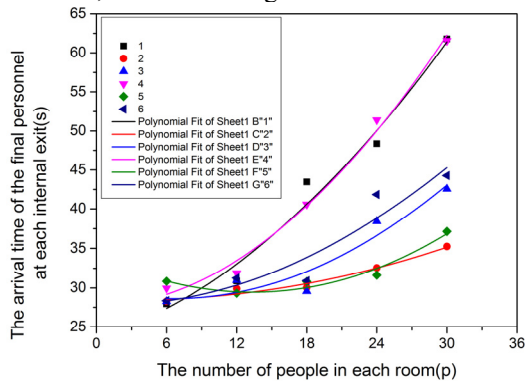 The arrival time of the final personnel
at each internal exit(s)
65
60
55
50
45
40
35
30
25
1
2
3
4
5
6
Polynomial Fit of Sheet1 B"1"
Polynomial Fit of Sheet1 C"2"
Polynomial Fit of Sheet1 D"3"
Polynomial Fit of Sheet1 E"4"
Polynomial Fit of Sheet1 F"5"
Polynomial Fit of Sheet1 G"6"
0 6 12 18 24 30 36
The number of people in each room(p)